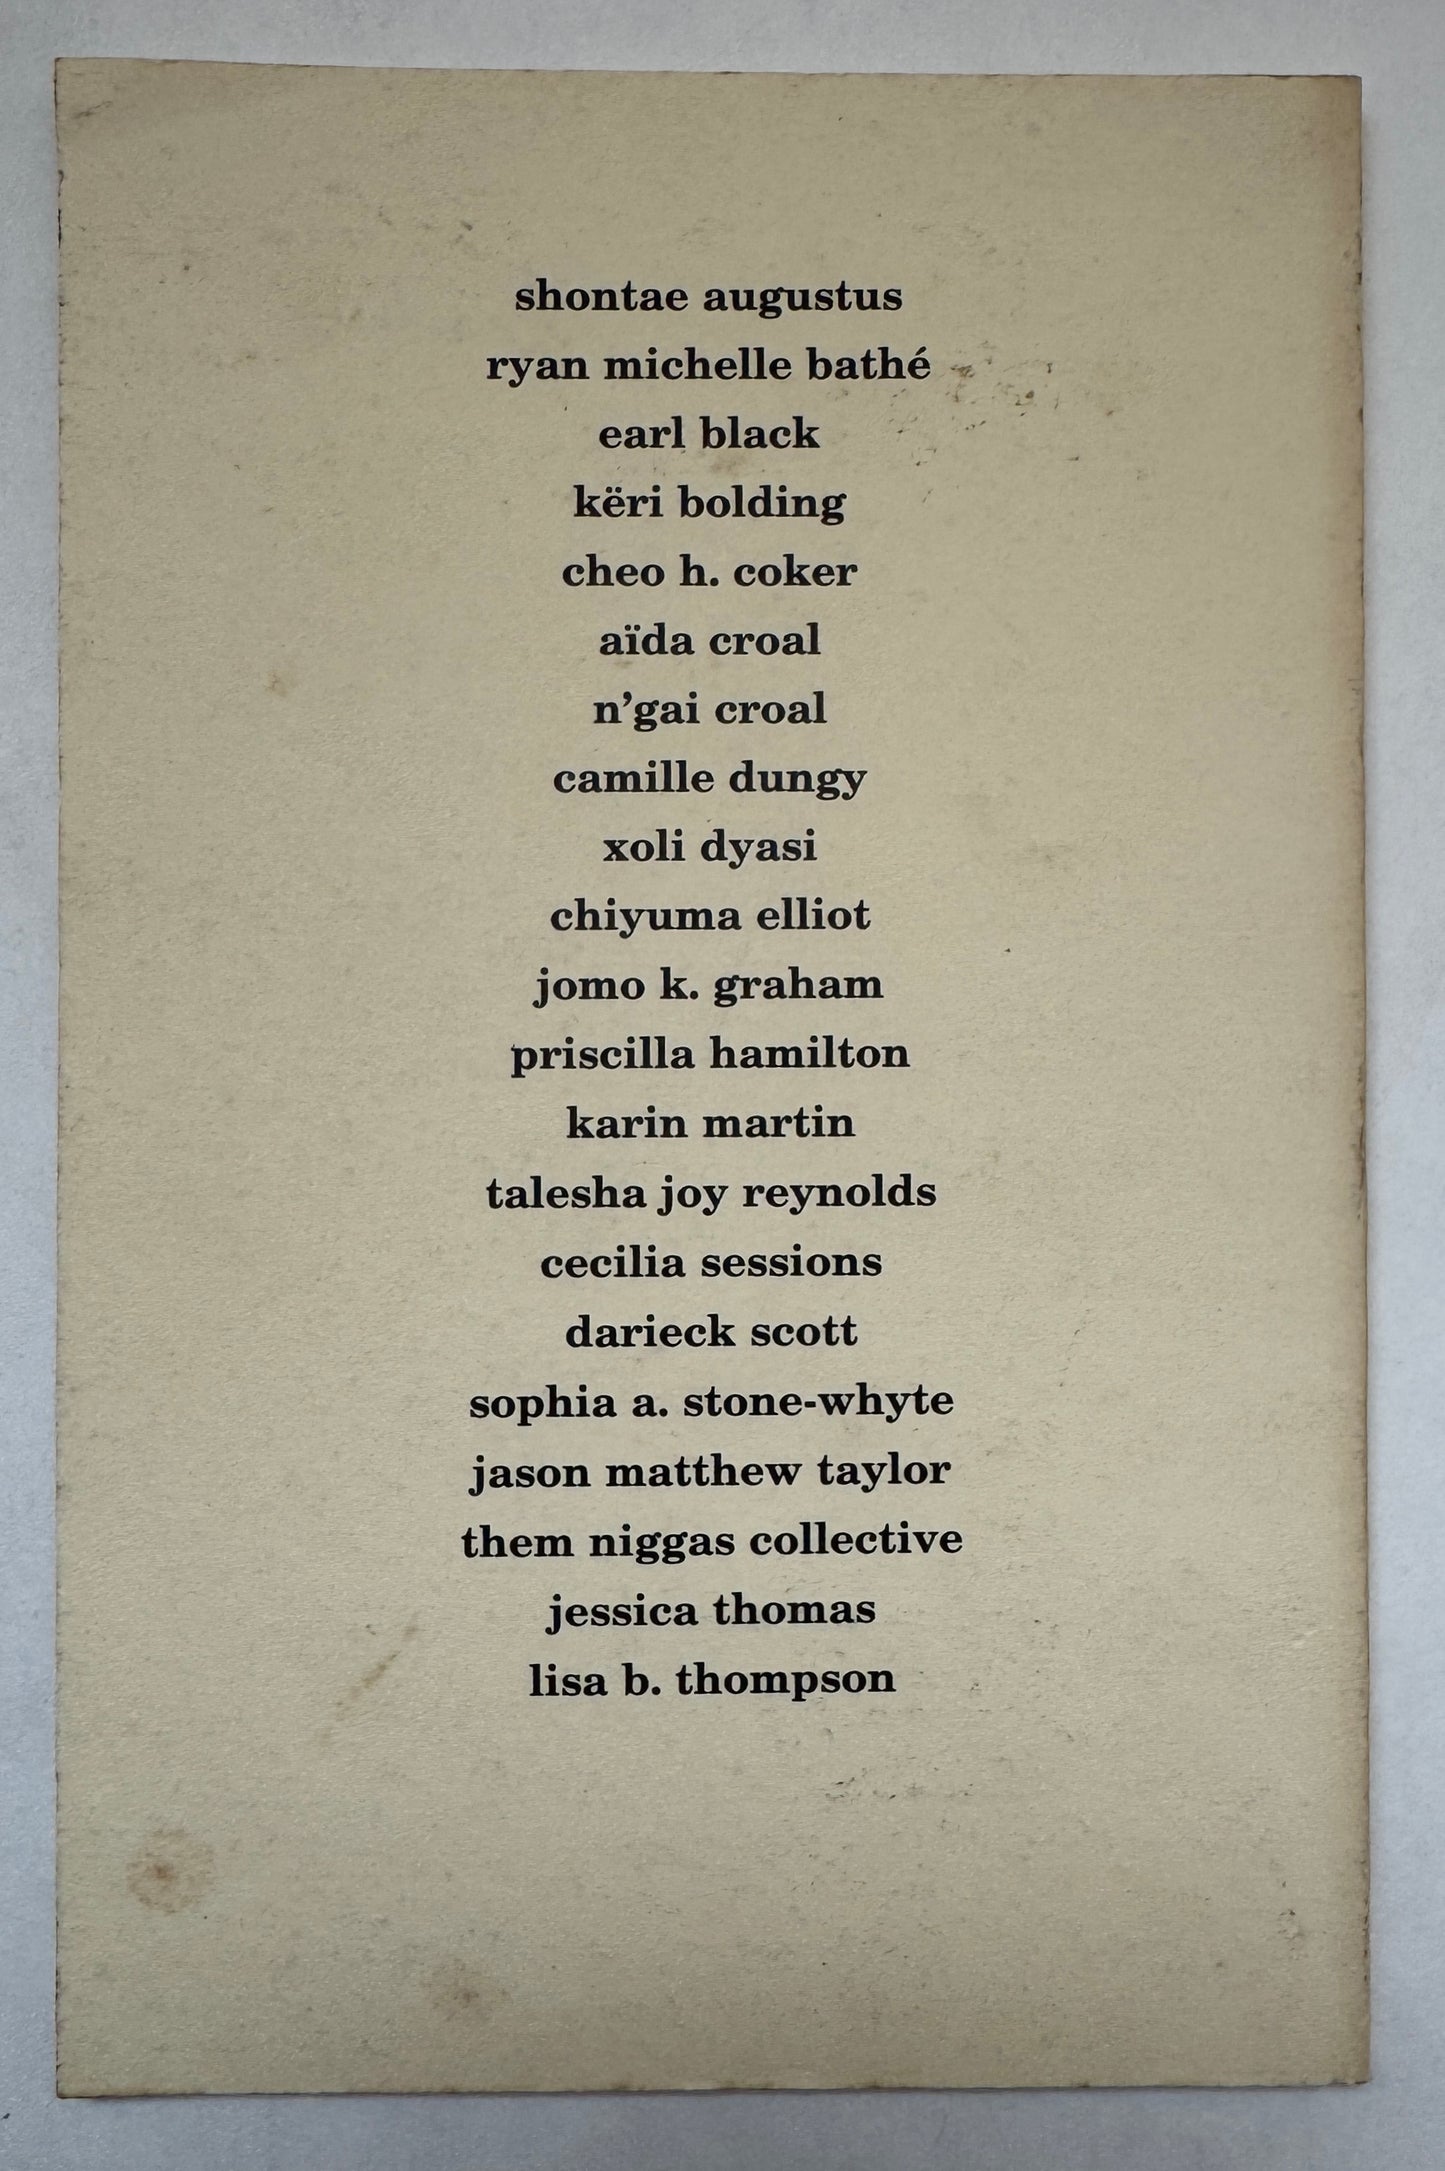 shontae augustus
ryan michelle bathé
earl black
këri bolding
cheo h. coker
aïda croal
n’gai croal
camille dungy
xoli dyasi
chiyuma elliot
jomo k. graham
priscilla hamilton
karin martin
talesha joy reynolds
cecilia sessions
darieck scott
sophia a. stone-whyte
jason matthew taylor
them niggas collective
jessica thomas
lisa b. thompson